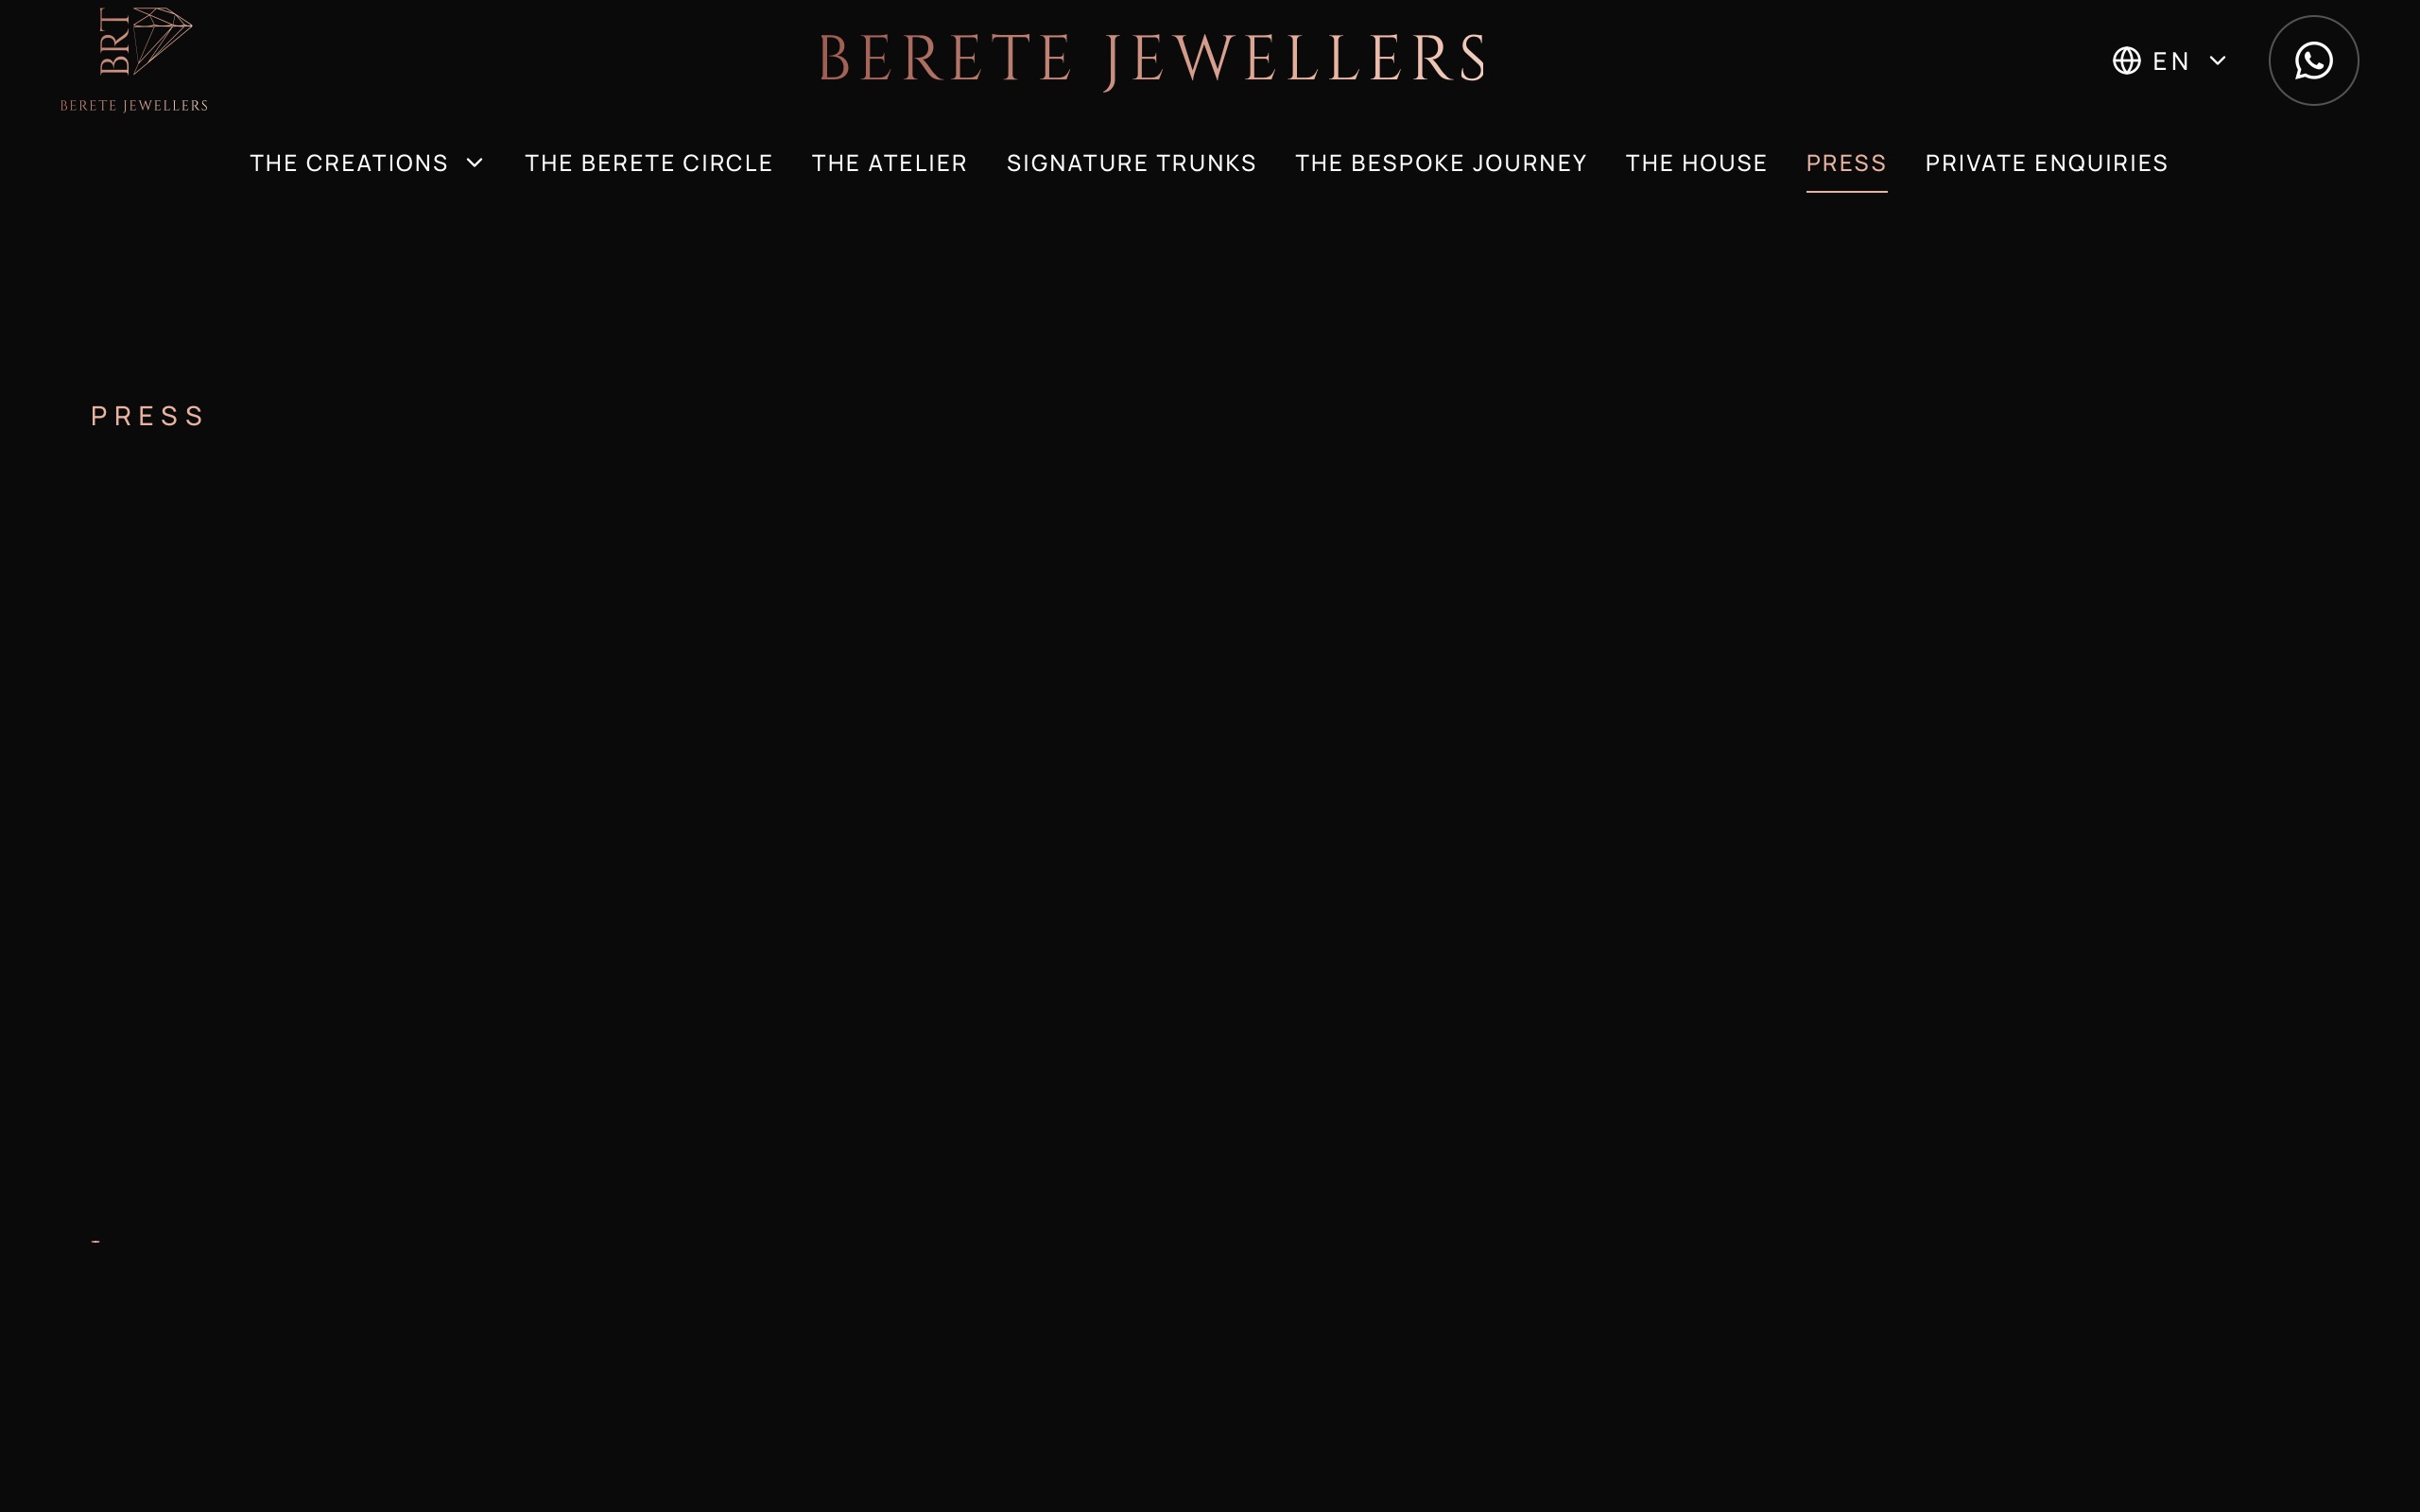 BRT
BERETE JEWELLERS
BERETE JEWELLERS
EN
THE CREATIONS
THE BERETE CIRCLE
THE ATELIER
SIGNATURE TRUNKS
THE BESPOKE JOURNEY
THE HOUSE
PRESS
PRIVATE ENQUIRIES
PRESS